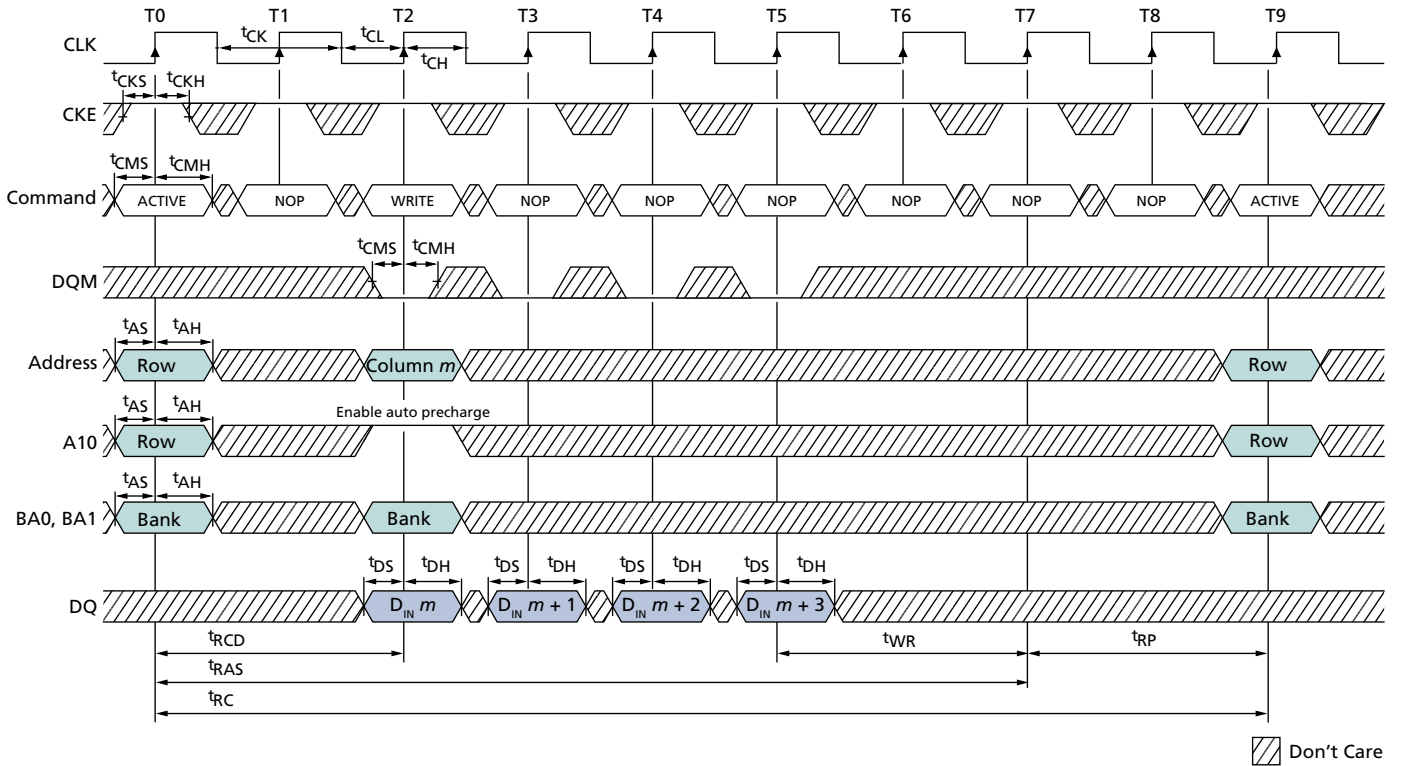 T0 T1 T2 T3 T4 T5 T6 T7 T8 T9
CLK tCK tCL tCH
tCKS tCKH
CKE
tCMS tCMH
Command ACTIVE NOP WRITE NOP NOP NOP NOP NOP NOP ACTIVE
tCMS tCMH
DQM
tAS tAH
Address Row Column m Row
tAS tAH Enable auto precharge
A10 Row Row
tAS tAH
BA0, BA1 Bank Bank Bank
tDS tDH tDS tDH tDS tDH tDS tDH
DQ DIN m DIN m + 1 DIN m + 2 DIN m + 3
tRCD tWR tRP
tRAS
tRC
Don't Care